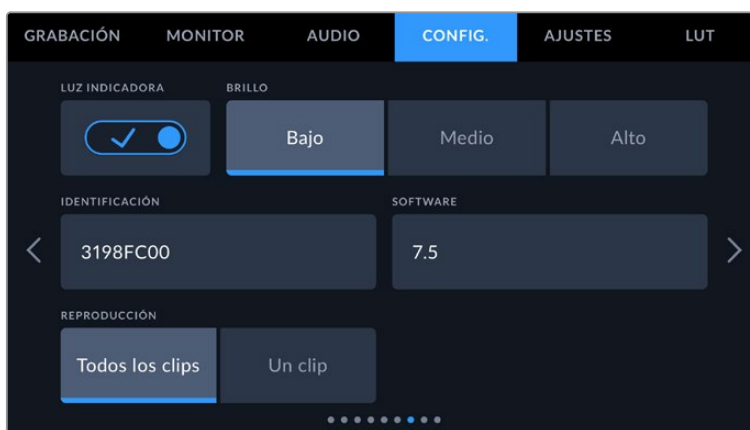 GRABACIÓN MONITOR AUDIO CONFIG. AJUSTES LUT
LUZ INDICADORA BRILLO
Bajo Medio Alto
IDENTIFICACIÓN SOFTWARE
3198FC00 7.5
REPRODUCCIÓN
Todos los clips Un clip